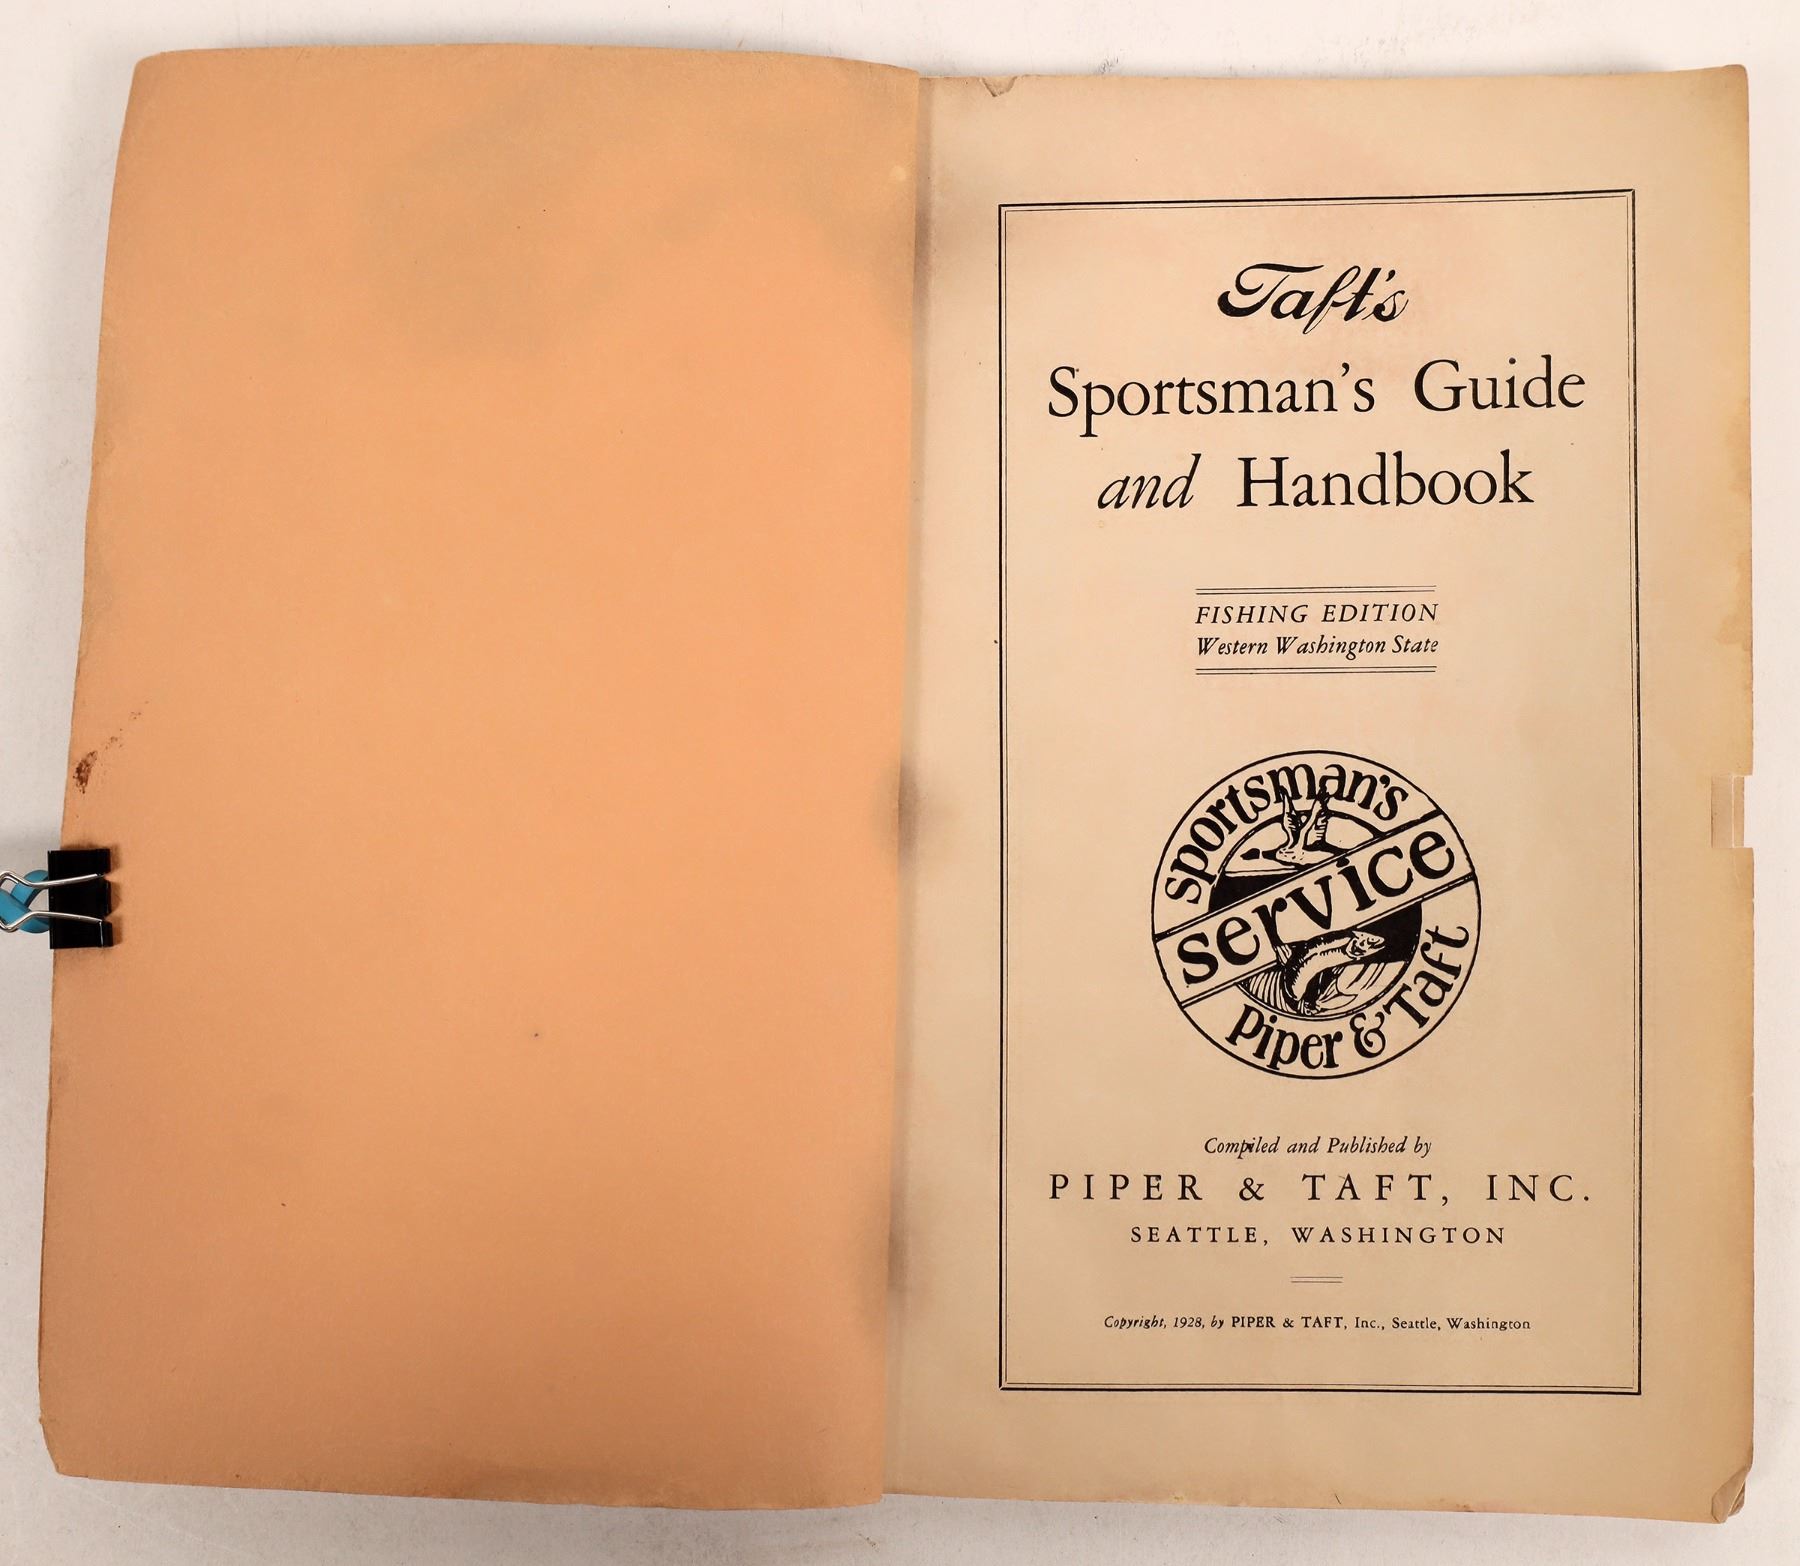 Taft's
Sportsman's Guide
and Handbook
FISHING EDITION
Western Washington State
Sportsman's
Service
Piper & Taft
Compiled and Published by
PIPER & TAFT, INC.
SEATTLE, WASHINGTON
Copyright, 1928, by PIPER & TAFT, Inc., Seattle, Washington